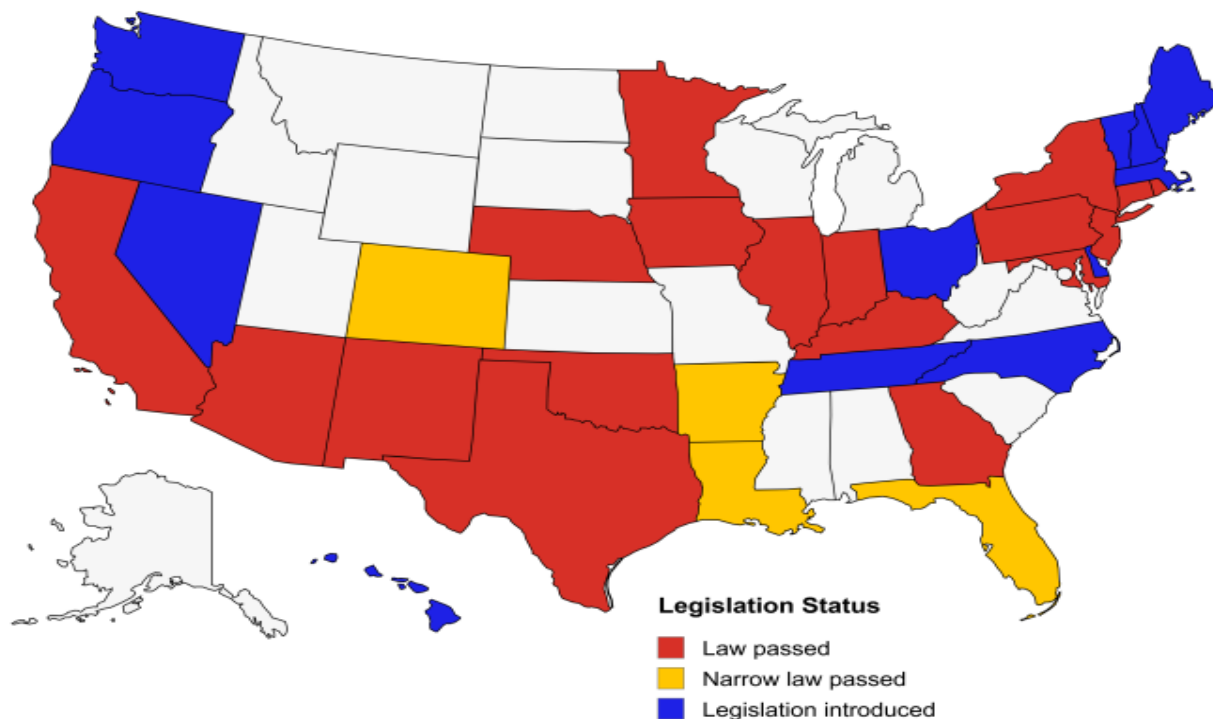 Legislation Status
Law passed
Narrow law passed
Legislation introduced